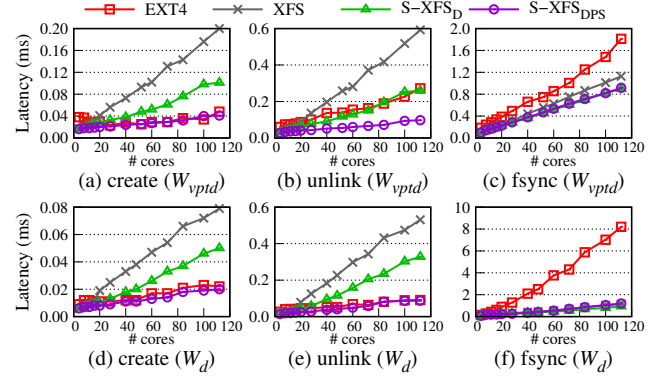 EXT4 XFS S-XFS_D S-XFS_DPS
Latency (ms)
0.20
0.16
0.12
0.08
0.04
0.00
0 20 40 60 80 100 120
# cores
(a) create (W_vptd)
0.6
0.4
0.2
0.0
0 20 40 60 80 100 120
# cores
(b) unlink (W_vptd)
2.0
1.6
1.2
0.8
0.4
0.0
0 20 40 60 80 100 120
# cores
(c) fsync (W_vptd)
Latency (ms)
0.08
0.06
0.04
0.02
0.00
0 20 40 60 80 100 120
# cores
(d) create (W_d)
0.6
0.4
0.2
0.0
0 20 40 60 80 100 120
# cores
(e) unlink (W_d)
10
8
6
4
2
0
0 20 40 60 80 100 120
# cores
(f) fsync (W_d)